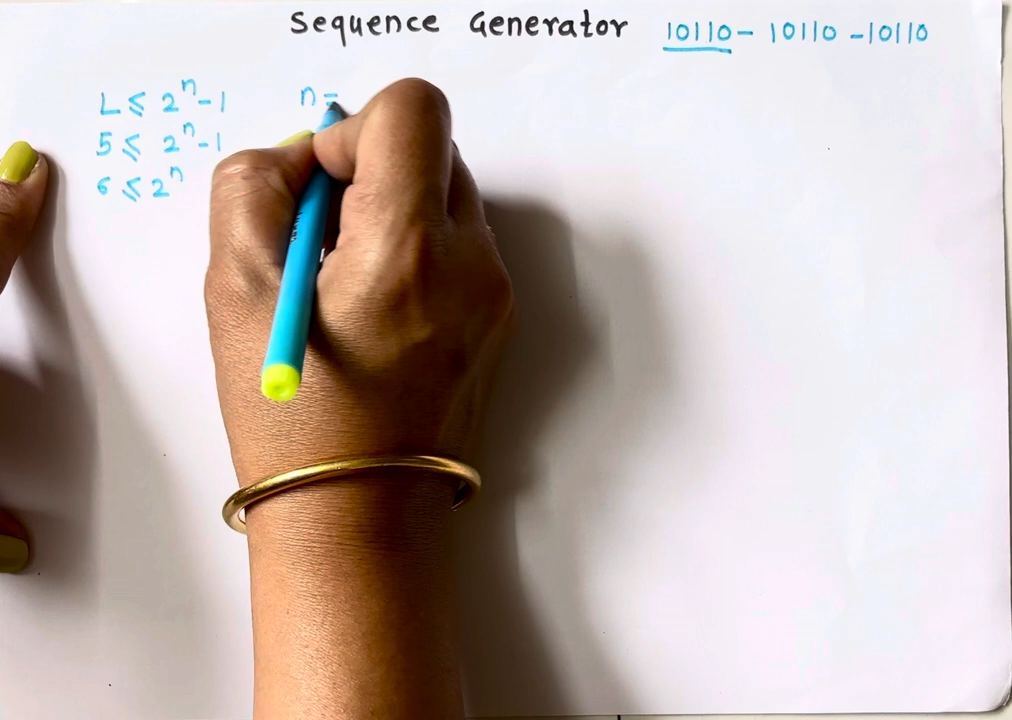 Sequence Generator 10110 - 10110 - 10110
L ≤ 2ⁿ - 1 n =
5 ≤ 2ⁿ - 1
6 ≤ 2ⁿ